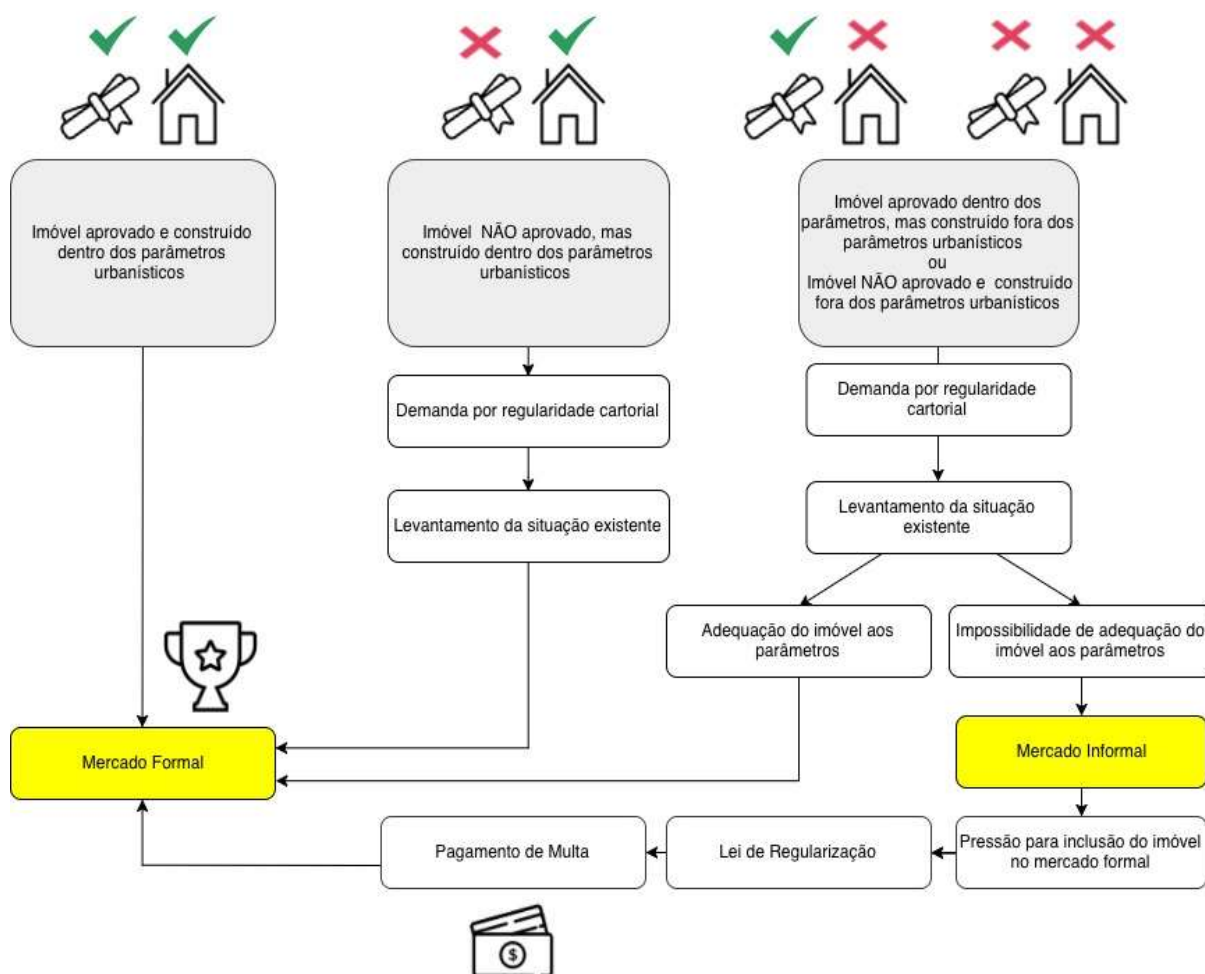 Imóvel aprovado e construído
dentro dos parâmetros
urbanísticos
Imóvel NÃO aprovado, mas
construído dentro dos parâmetros
urbanísticos
Imóvel aprovado dentro dos
parâmetros, mas construído fora dos
parâmetros urbanísticos
ou
Imóvel NÃO aprovado e construído
fora dos parâmetros urbanísticos
Demanda por regularidade cartorial
Demanda por regularidade
cartorial
Levantamento da situação existente
Levantamento da situação
existente
Adequação do imóvel aos
parâmetros
Impossibilidade de adequação do
imóvel aos parâmetros
Mercado Formal
Mercado Informal
Pagamento de Multa
Lei de Regularização
Pressão para inclusão do imóvel
no mercado formal
$